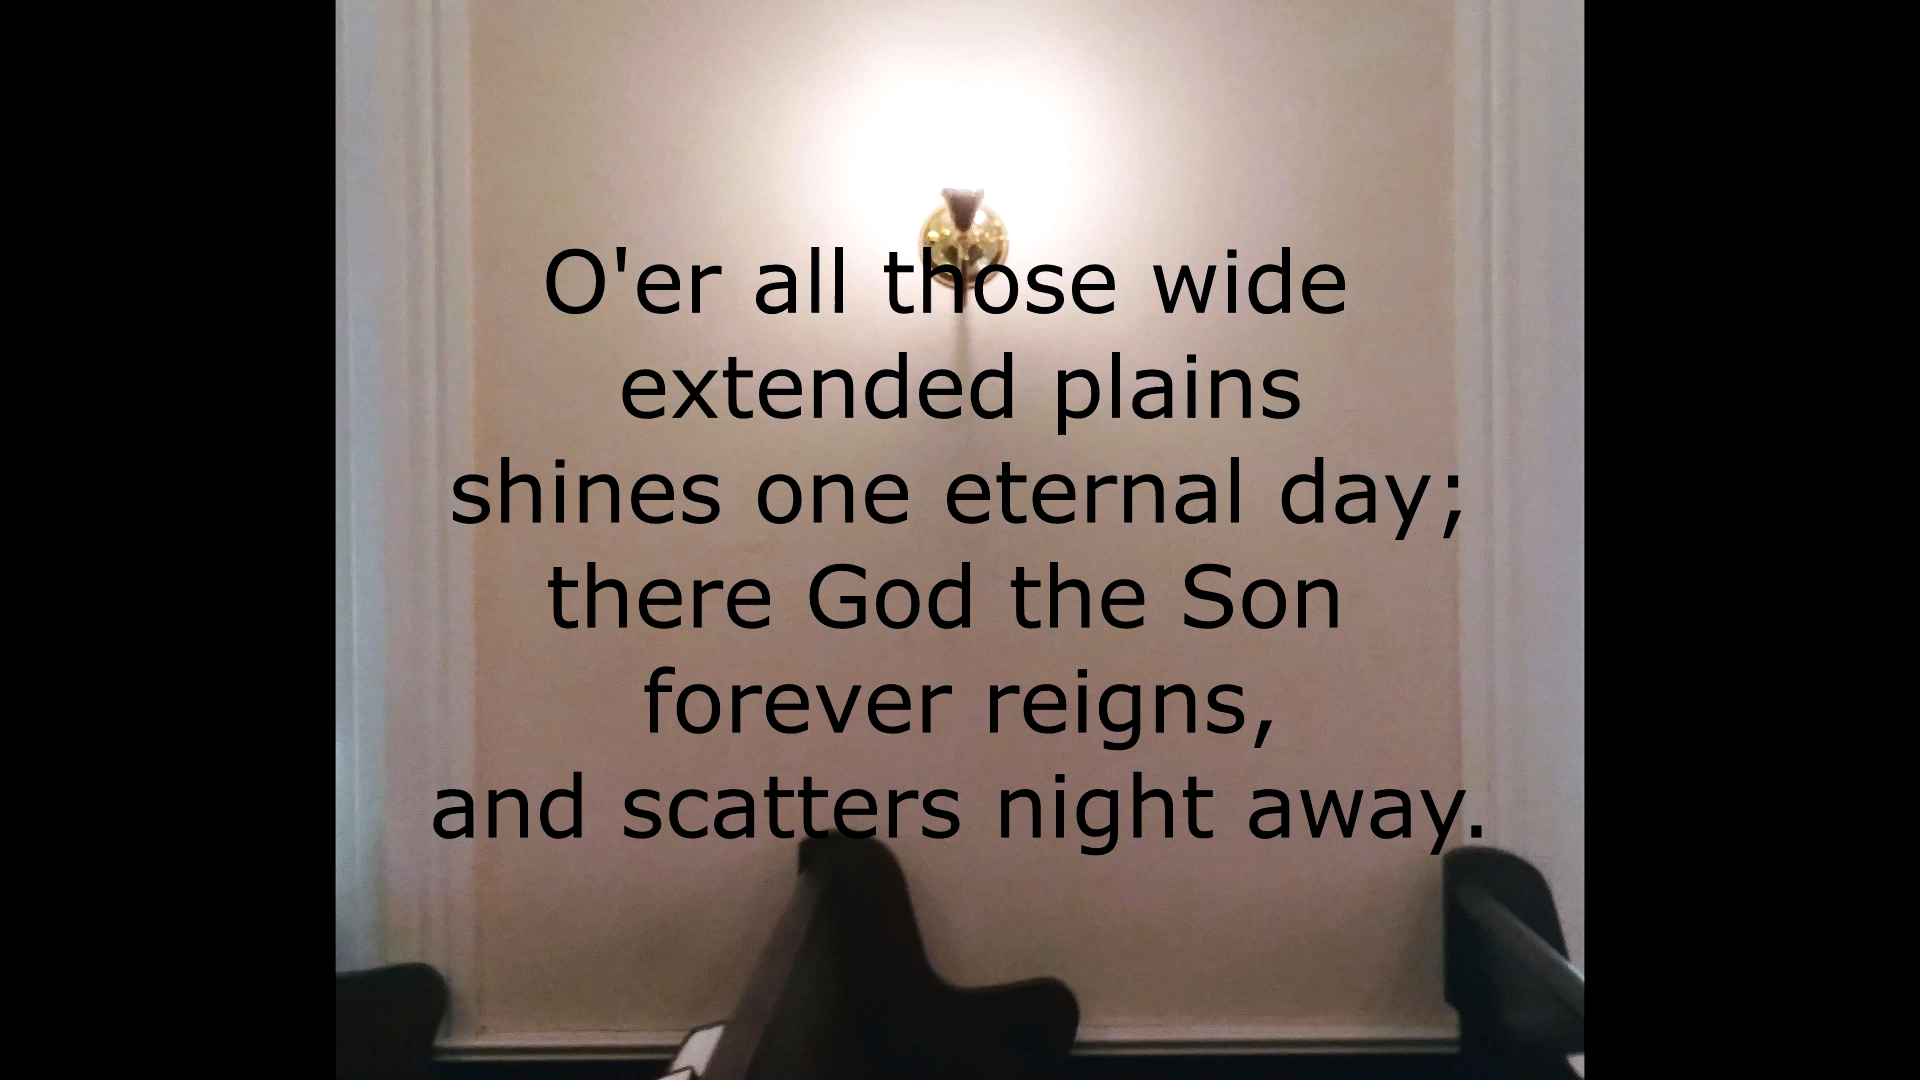 O'er all those wide
extended plains
shines one eternal day;
there God the Son
forever reigns,
and scatters night away.